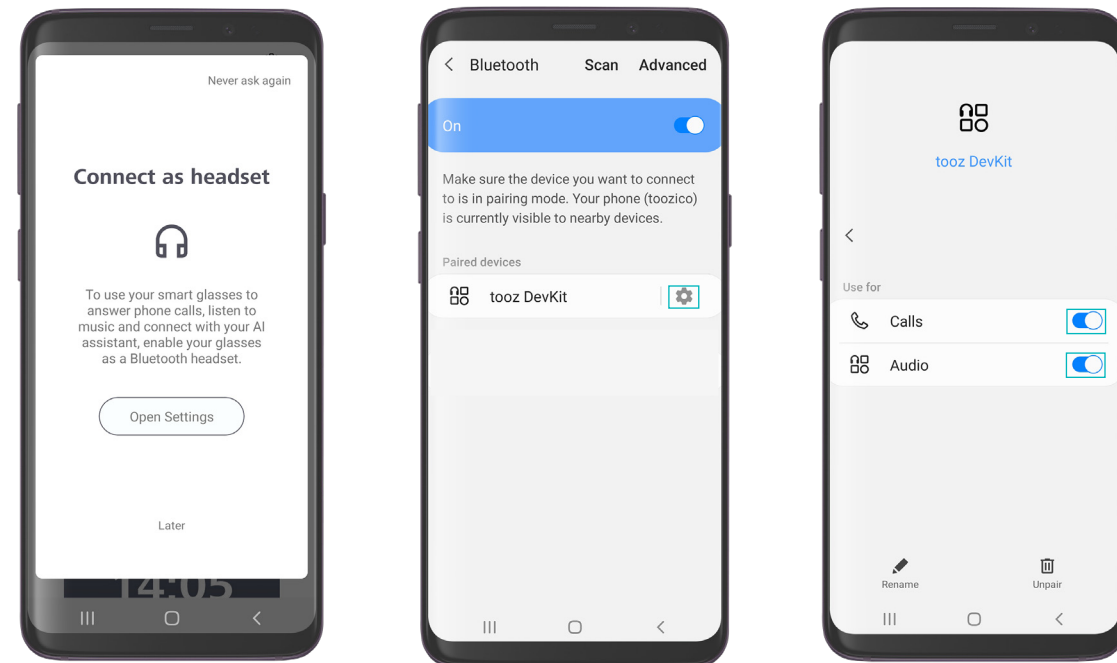 Never ask again
Connect as headset
To use your smart glasses to
answer phone calls, listen to
music and connect with your AI
assistant, enable your glasses
as a Bluetooth headset.
Open Settings
Later
14:05
Bluetooth Scan Advanced
On
Make sure the device you want to connect
to is in pairing mode. Your phone (toozico)
is currently visible to nearby devices.
Paired devices
tooz DevKit
tooz DevKit
Use for
Calls
Audio
Rename Unpair